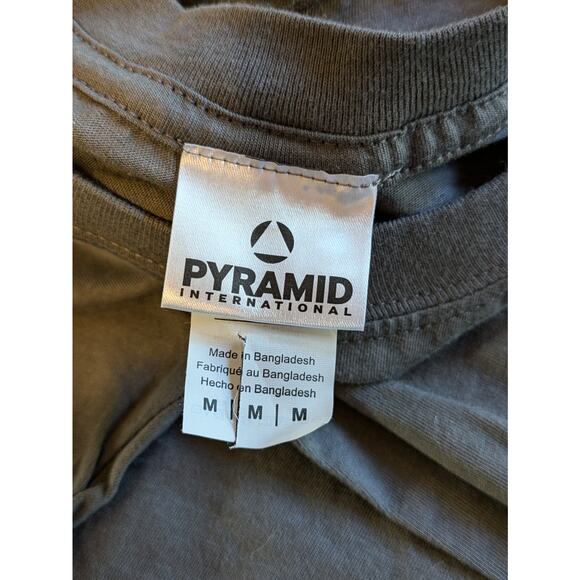 PYRAMID
INTERNATIONAL
Made in Bangladesh
Fabriqué au Bangladesh
Hecho en Bangladesh
M | M | M